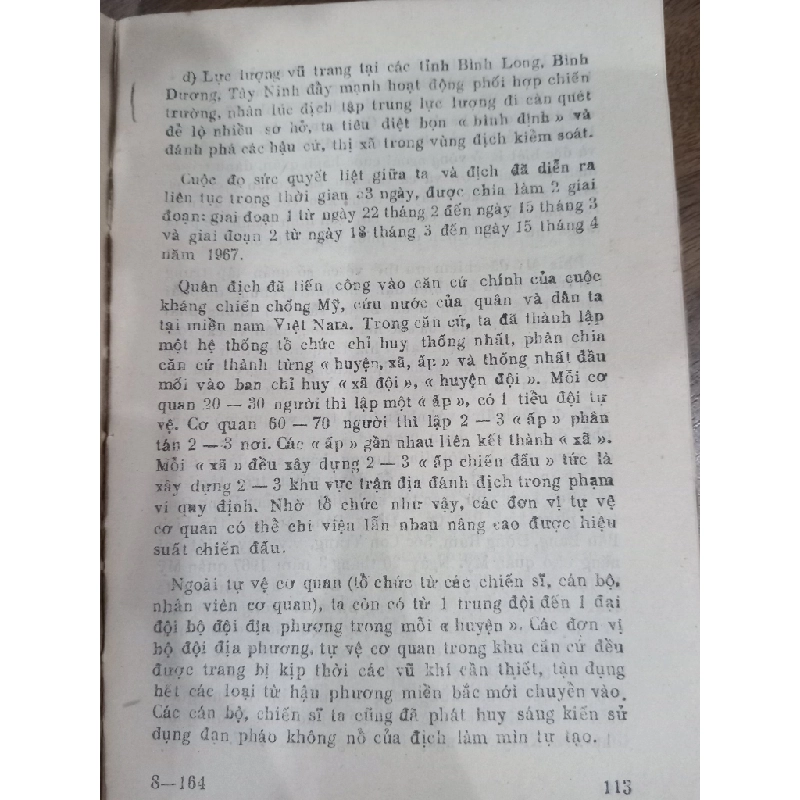 d) Lực lượng vũ trang tại các tỉnh Bình Long, Bình
Dương, Tây Ninh đẩy mạnh hoạt động phối hợp chiến
trường, nhân lúc địch tập trung lực lượng đi càn quét
để lộ nhiều sơ hở, ta tiêu diệt bọn « bình định » và
đánh phá các hậu cứ, thị xã trong vùng địch kiểm soát.
Cuộc đọ sức quyết liệt giữa ta và địch đã diễn ra
liên tục trong thời gian 53 ngày, được chia làm 2 giai
đoạn: giai đoạn 1 từ ngày 22 tháng 2 đến ngày 15 tháng 3
và giai đoạn 2 từ ngày 18 tháng 3 đến ngày 15 tháng 4
năm 1967.
Quân địch đã tiến công vào căn cứ chính của cuộc
kháng chiến chống Mỹ, cứu nước của quân và dân ta
tại miền nam Việt Nam. Trong căn cứ, ta đã thành lập
một hệ thống tổ chức chỉ huy thống nhất, phân chia
căn cứ thành từng « huyện, xã, ấp » và thống nhất đầu
mối vào ban chỉ huy « xã đội », « huyện đội ». Mỗi cơ
quan 20 — 30 người thì lập một « ấp », có 1 tiểu đội tự
vệ. Cơ quan 60 — 70 người thì lập 2 — 3 « ấp » phân
tán 2 — 3 nơi. Các « ấp » gần nhau liên kết thành « xã ».
Mỗi « xã » đều xây dựng 2 — 3 « ấp chiến đấu » tức là
xây dựng 2 — 3 khu vực trận địa đánh địch trong phạm
vi quy định. Nhờ tổ chức như vậy, các đơn vị tự vệ
cơ quan có thể chi viện lẫn nhau nâng cao được hiệu
suất chiến đấu.
Ngoài tự vệ cơ quan (tổ chức từ các chiến sĩ, cán bộ,
nhân viên cơ quan), ta còn có từ 1 trung đội đến 1 đại
đội bộ đội địa phương trong mỗi « huyện ». Các đơn vị
bộ đội địa phương, tự vệ cơ quan trong khu căn cứ đều
được trang bị kịp thời các vũ khí cần thiết, tận dụng
hết các loại từ hậu phương miền bắc mới chuyển vào.
Các cán bộ, chiến sĩ ta cũng đã phát huy sáng kiến sử
dụng đạn pháo không nổ của địch làm mìn tự tạo.
8—164
113